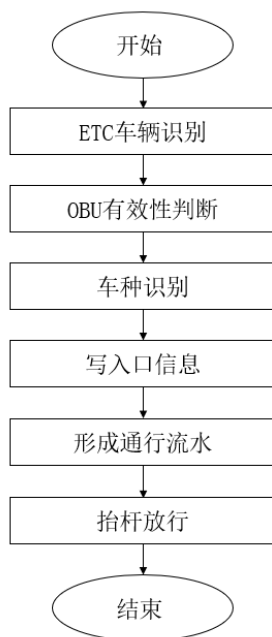 开始
ETC车辆识别
OBU有效性判断
车种识别
写入口信息
形成通行流水
抬杆放行
结束